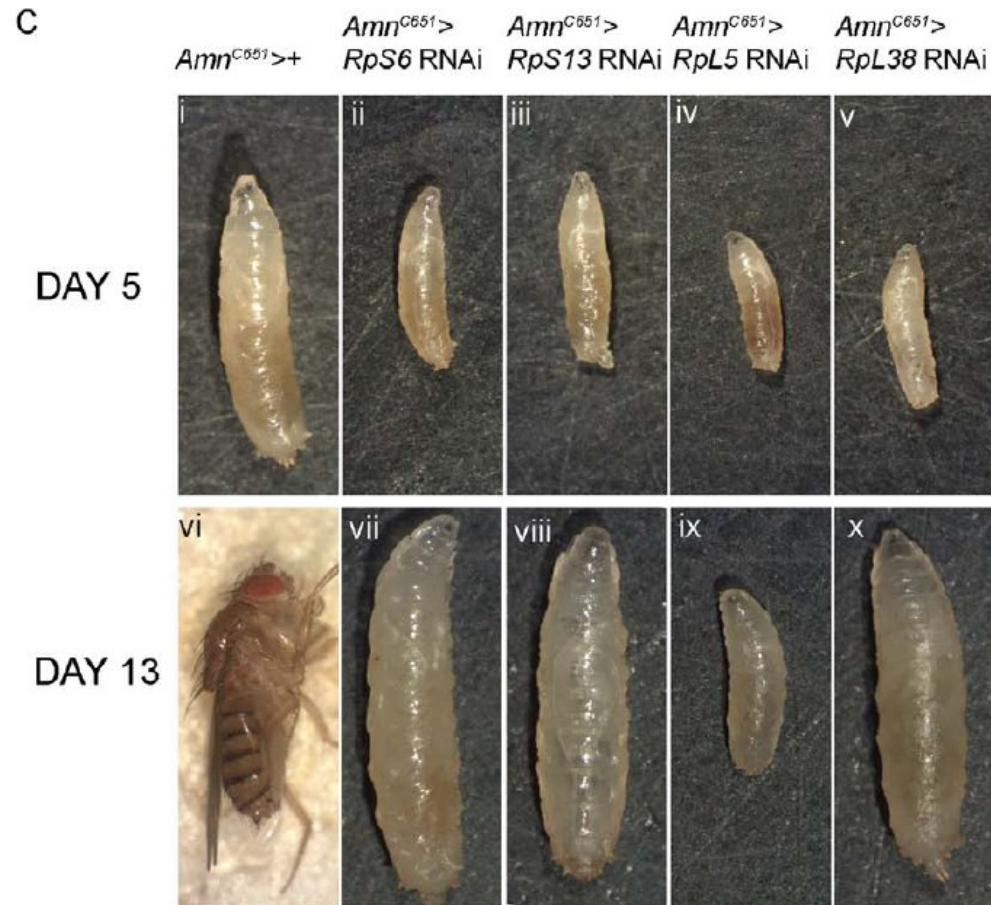 C
Amn^C651>+
Amn^C651>
RpS6 RNAi
Amn^C651>
RpS13 RNAi
Amn^C651>
RpL5 RNAi
Amn^C651>
RpL38 RNAi
DAY 5
i
ii
iii
iv
v
DAY 13
vi
vii
viii
ix
x